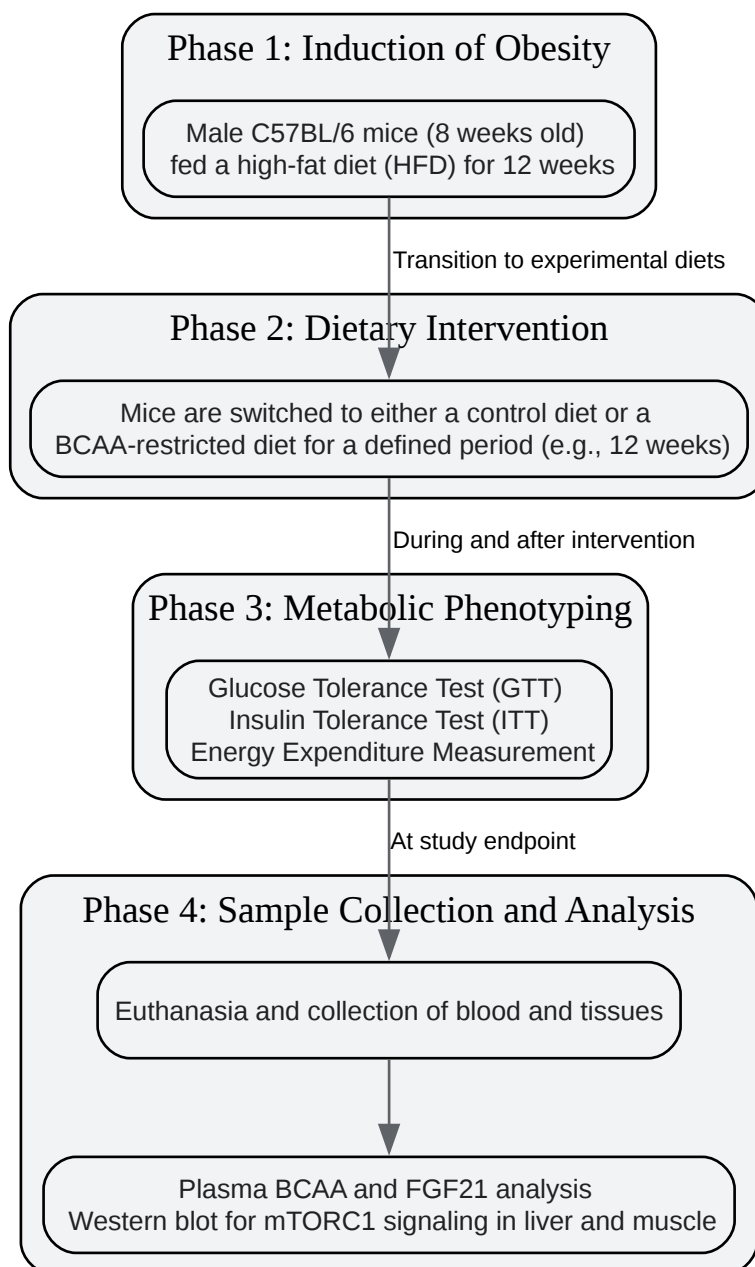 Phase 1: Induction of Obesity
Male C57BL/6 mice (8 weeks old)
fed a high-fat diet (HFD) for 12 weeks
Transition to experimental diets
Phase 2: Dietary Intervention
Mice are switched to either a control diet or a
BCAA-restricted diet for a defined period (e.g., 12 weeks)
During and after intervention
Phase 3: Metabolic Phenotyping
Glucose Tolerance Test (GTT)
Insulin Tolerance Test (ITT)
Energy Expenditure Measurement
At study endpoint
Phase 4: Sample Collection and Analysis
Euthanasia and collection of blood and tissues
Plasma BCAA and FGF21 analysis
Western blot for mTORC1 signaling in liver and muscle